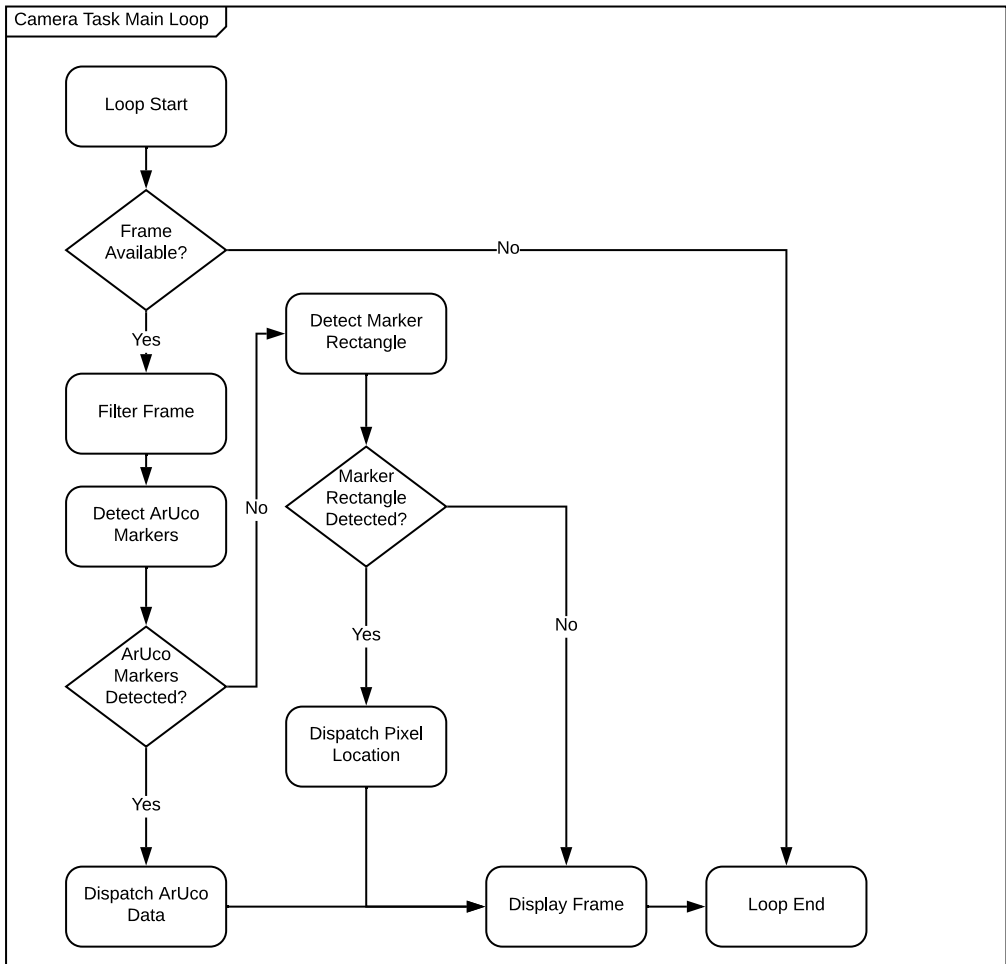 Camera Task Main Loop
Loop Start
Frame
Available?
No
Yes
Detect Marker
Rectangle
Filter Frame
Marker
Rectangle
Detected?
Detect ArUco
Markers
No
No
Yes
ArUco
Markers
Detected?
Dispatch Pixel
Location
Yes
Dispatch ArUco
Data
Display Frame
Loop End